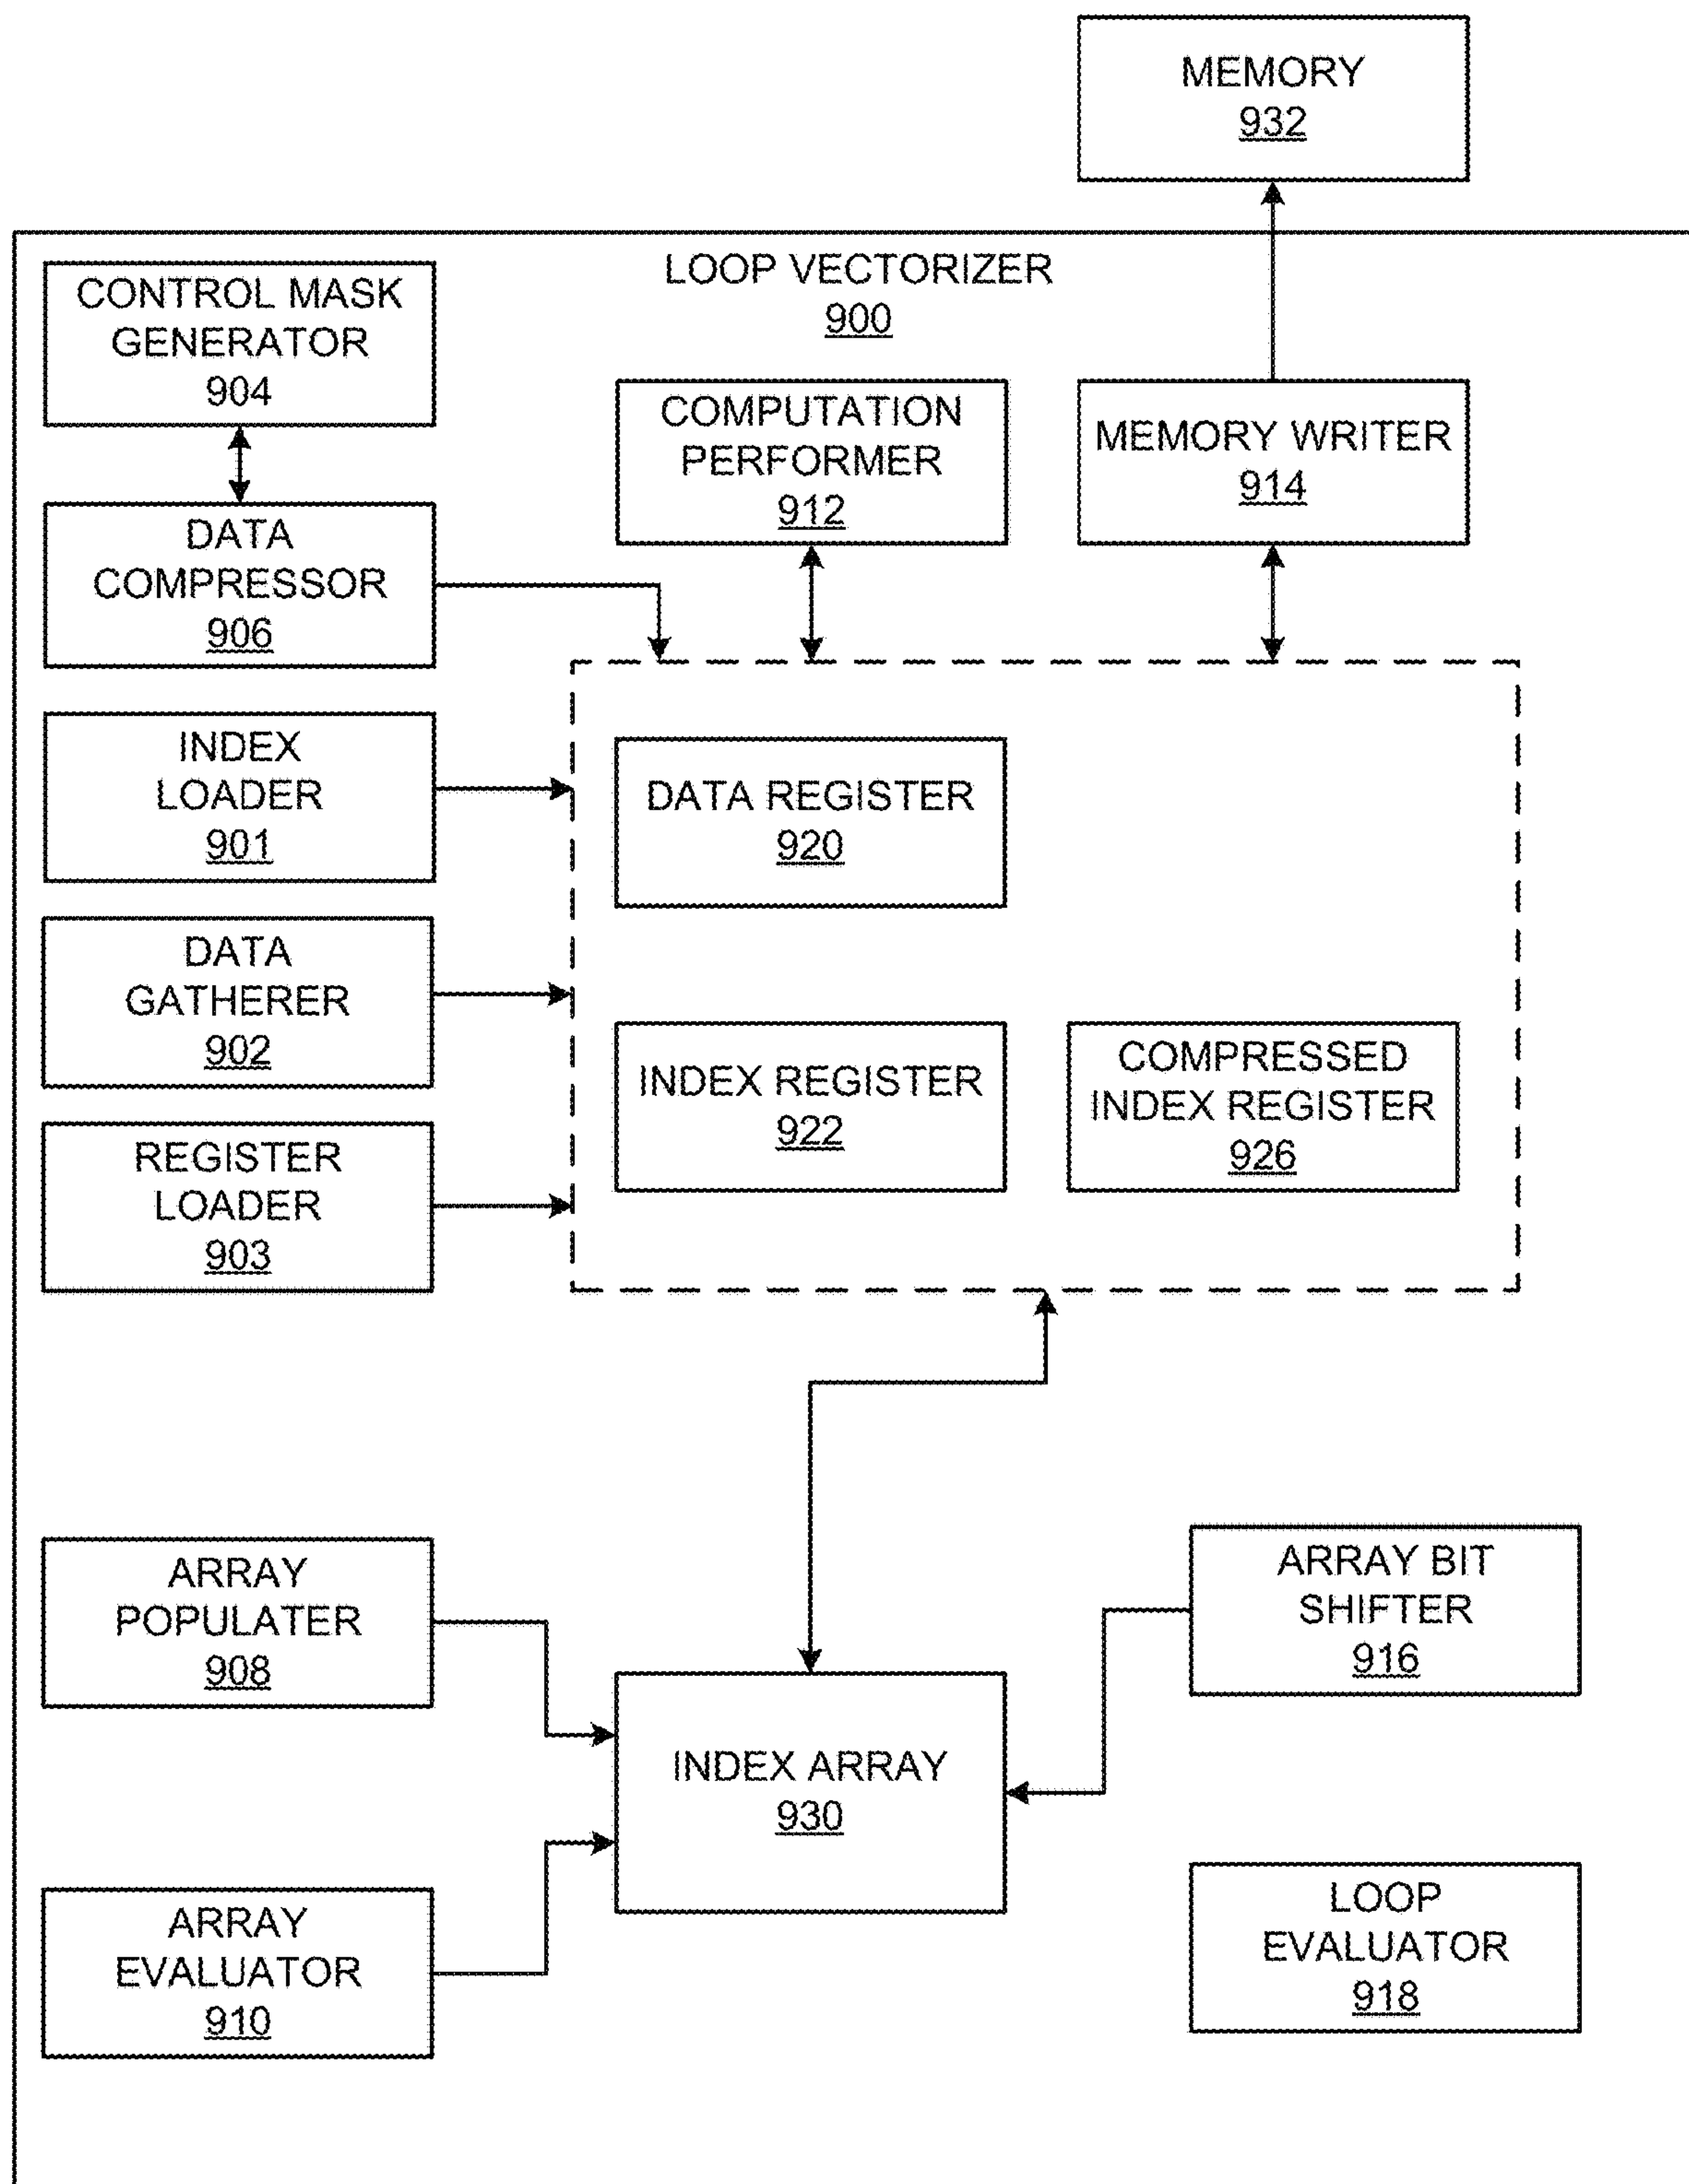 MEMORY
932
LOOP VECTORIZER
900
CONTROL MASK
GENERATOR
904
COMPUTATION
PERFORMER
912
MEMORY WRITER
914
DATA
COMPRESSOR
906
INDEX
LOADER
901
DATA REGISTER
920
DATA
GATHERER
902
INDEX REGISTER
922
COMPRESSED
INDEX REGISTER
926
REGISTER
LOADER
903
ARRAY
POPULATER
908
ARRAY BIT
SHIFTER
916
INDEX ARRAY
930
ARRAY
EVALUATOR
910
LOOP
EVALUATOR
918